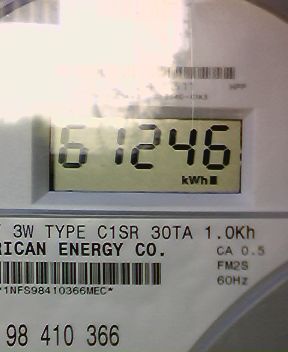 HPP
61246
kWh
3W TYPE C1SR 30TA 1.0Kh
RICAN ENERGY CO.
CA 0.5
FM2S
60Hz
*1NFS98410366MEC*
98 410 366